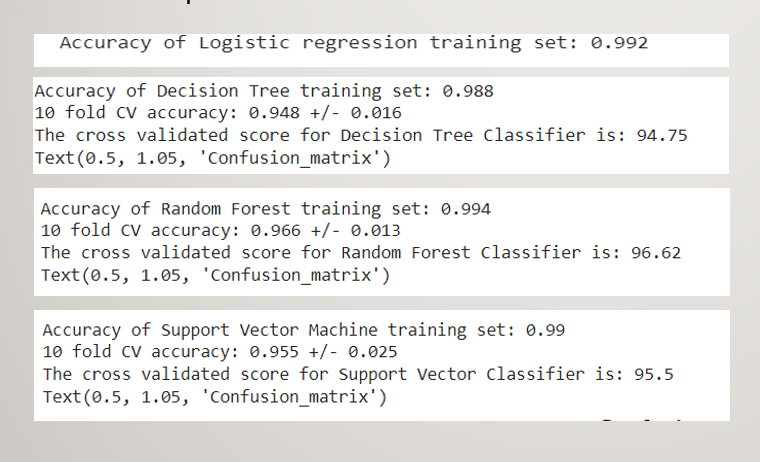 Accuracy of Logistic regression training set: 0.992
Accuracy of Decision Tree training set: 0.988
10 fold CV accuracy: 0.948 +/- 0.016
The cross validated score for Decision Tree Classifier is: 94.75
Text(0.5, 1.05, 'Confusion_matrix')
Accuracy of Random Forest training set: 0.994
10 fold CV accuracy: 0.966 +/- 0.013
The cross validated score for Random Forest Classifier is: 96.62
Text(0.5, 1.05, 'Confusion_matrix')
Accuracy of Support Vector Machine training set: 0.99
10 fold CV accuracy: 0.955 +/- 0.025
The cross validated score for Support Vector Classifier is: 95.5
Text(0.5, 1.05, 'Confusion_matrix')